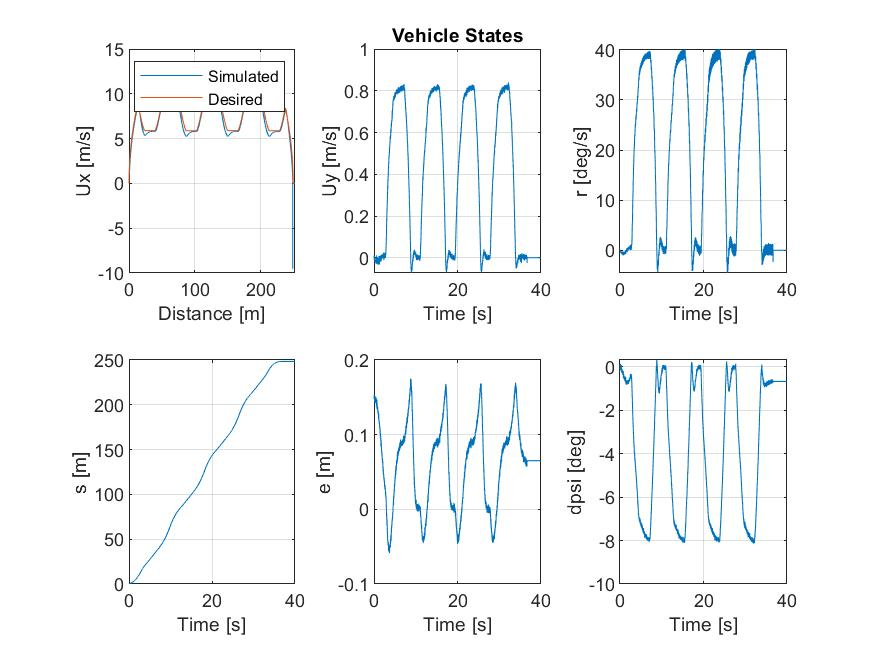 Vehicle States
15
10
5
0
-5
-10
Ux [m/s]
Simulated
Desired
0 100 200
Distance [m]
1
0.8
0.6
0.4
0.2
0
Uy [m/s]
0 20 40
Time [s]
40
30
20
10
0
r [deg/s]
0 20 40
Time [s]
250
200
150
100
50
0
s [m]
0 20 40
Time [s]
0.2
0.1
0
-0.1
e [m]
0 20 40
Time [s]
0
-2
-4
-6
-8
-10
dpsi [deg]
0 20 40
Time [s]